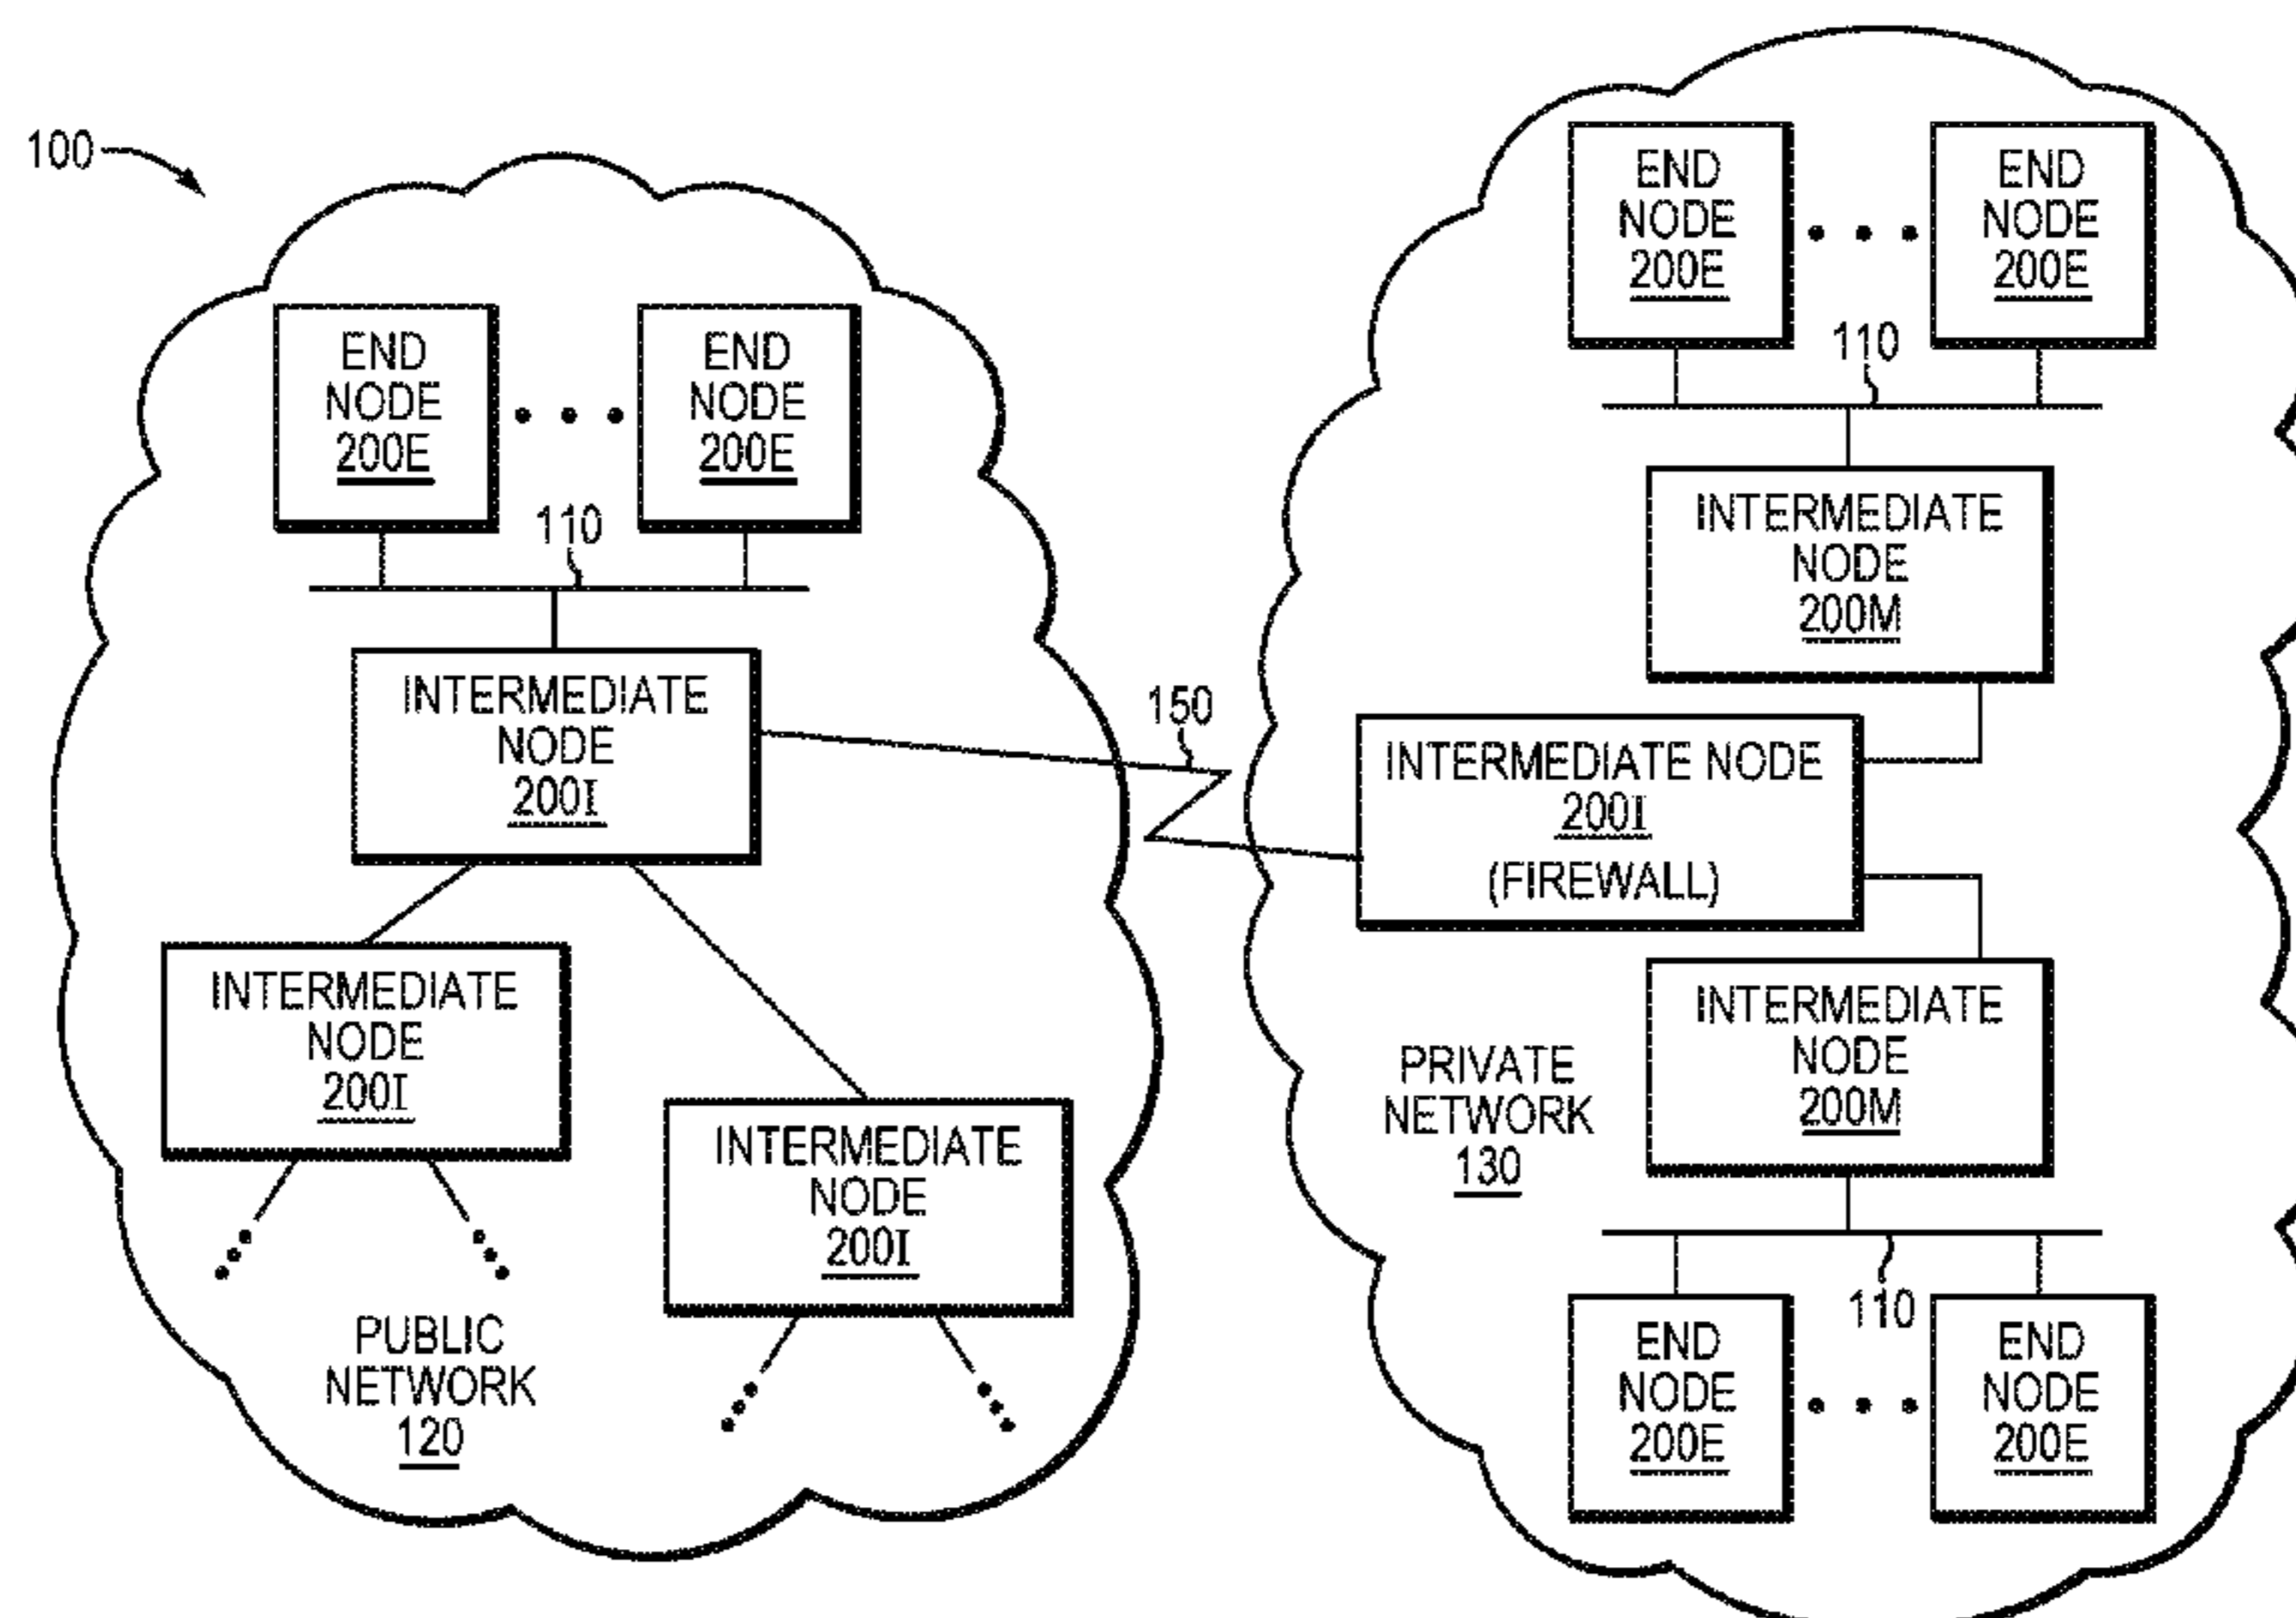 100
END
NODE
200E
END
NODE
200E
110
INTERMEDIATE
NODE
200I
INTERMEDIATE
NODE
200I
INTERMEDIATE
NODE
200I
PUBLIC
NETWORK
120
150
END
NODE
200E
END
NODE
200E
110
INTERMEDIATE
NODE
200M
INTERMEDIATE NODE
200I
(FIREWALL)
INTERMEDIATE
NODE
200M
PRIVATE
NETWORK
130
110
END
NODE
200E
END
NODE
200E